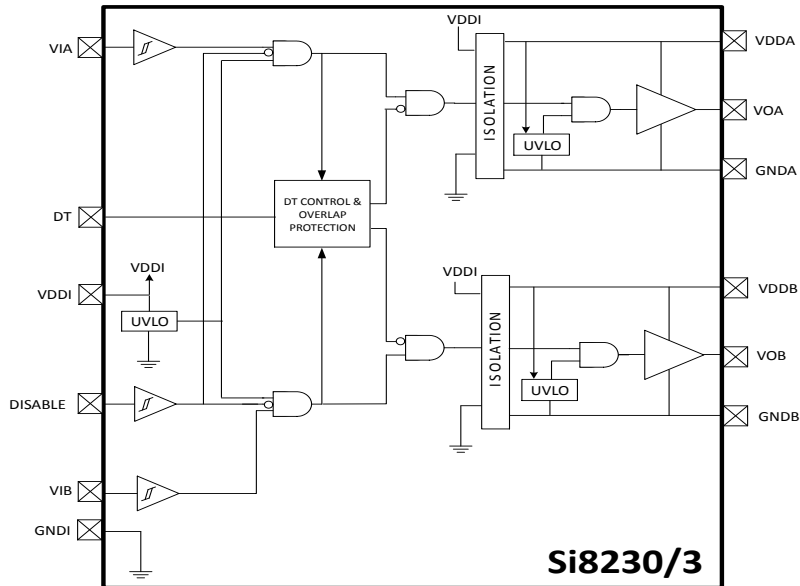 VIA
DT
VDDI
VDDI
UVLO
DISABLE
VIB
GNDI
DT CONTROL &
OVERLAP
PROTECTION
VDDI
ISOLATION
UVLO
VDDA
VOA
GNDA
VDDI
ISOLATION
UVLO
VDDB
VOB
GNDB
Si8230/3